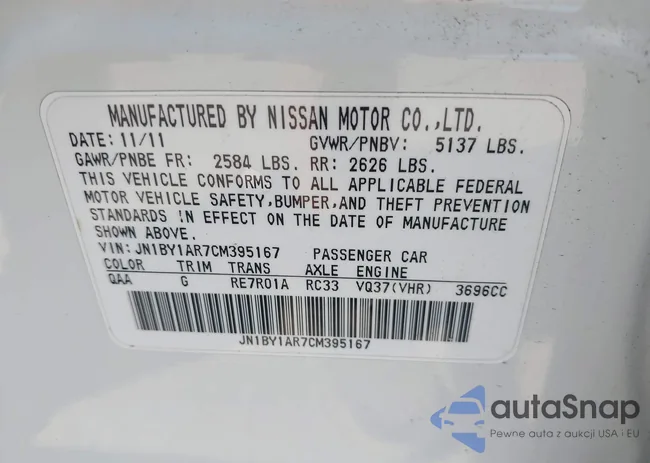 MANUFACTURED BY NISSAN MOTOR CO.,LTD.
DATE: 11/11 GVWR/PNBV: 5137 LBS.
GAWR/PNBE FR: 2584 LBS. RR: 2626 LBS.
THIS VEHICLE CONFORMS TO ALL APPLICABLE FEDERAL
MOTOR VEHICLE SAFETY,BUMPER,AND THEFT PREVENTION
STANDARDS IN EFFECT ON THE DATE OF MANUFACTURE
SHOWN ABOVE.
VIN: JN1BY1AR7CM395167 PASSENGER CAR
COLOR TRIM TRANS AXLE ENGINE
QAA G RE7R01A RC33 VQ37(VHR) 3696CC
JN1BY1AR7CM395167
autaSnap
Pewne auta z aukcji USA i EU